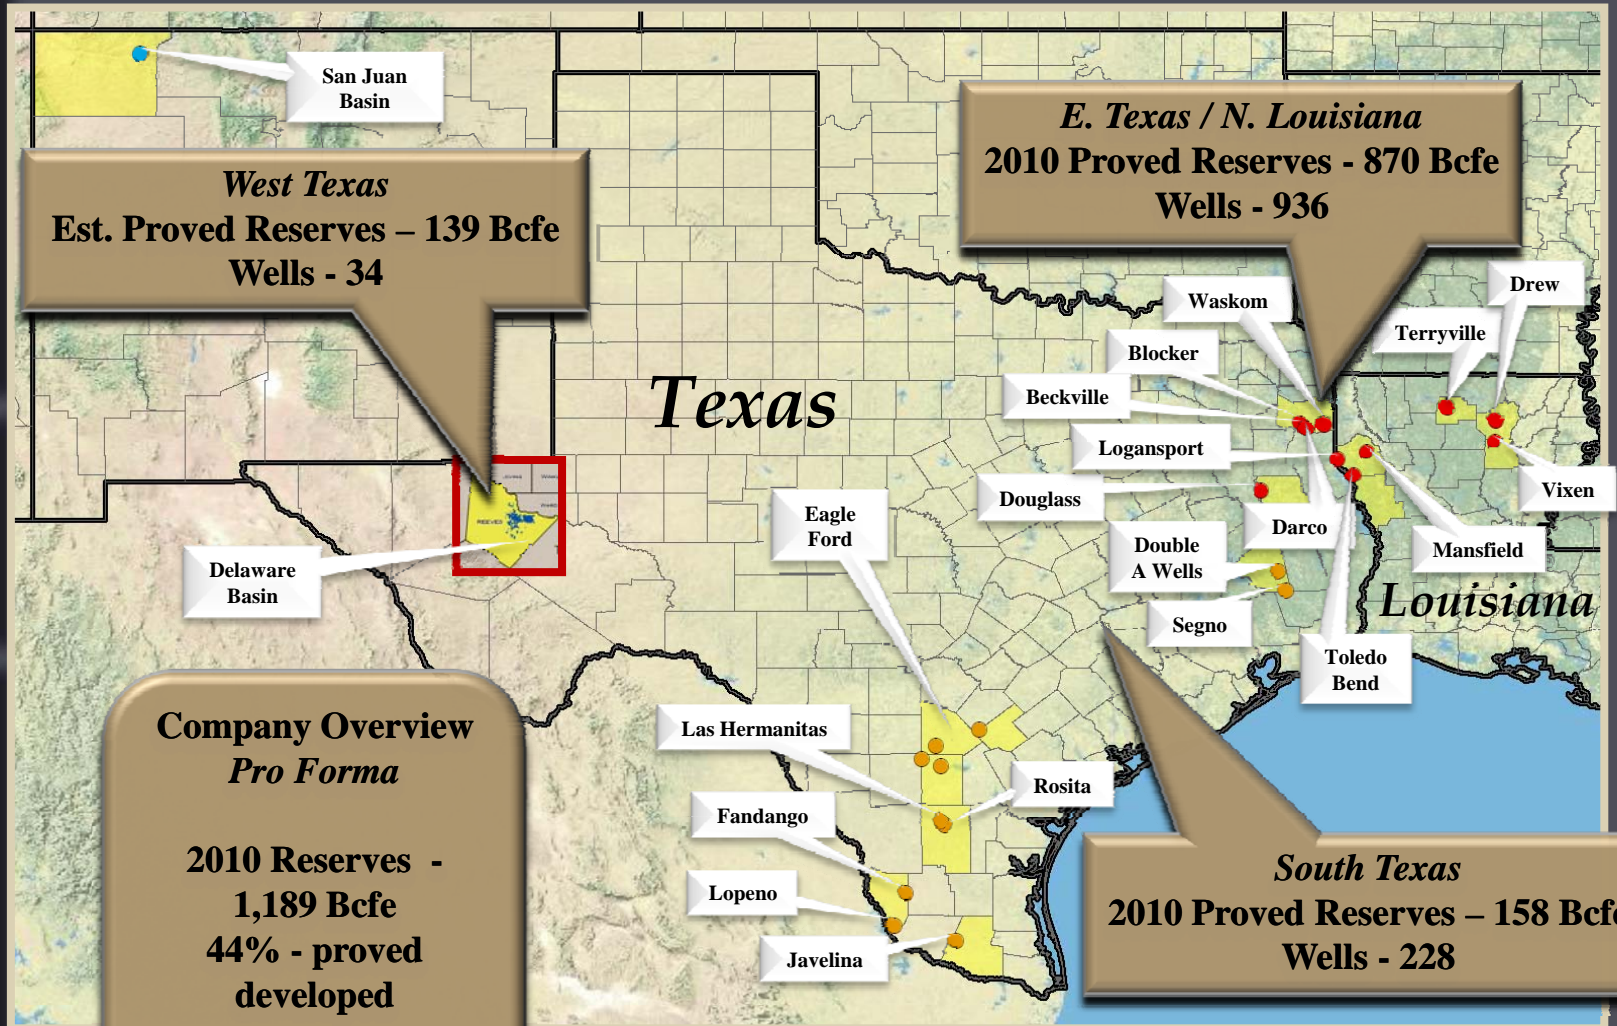 San Juan
Basin
West Texas
Est. Proved Reserves – 139 Bcfe
Wells - 34
E. Texas / N. Louisiana
2010 Proved Reserves - 870 Bcfe
Wells - 936
Drew
Waskom
Terryville
Blocker
Beckville
Texas
Logansport
Vixen
Douglass
Eagle
Ford
Darco
Mansfield
Double
A Wells
REEVES
Delaware
Basin
Louisiana
Segno
Toledo
Bend
Las Hermanitas
Rosita
Fandango
Lopeno
Javelina
Company Overview
Pro Forma
2010 Reserves -
1,189 Bcfe
44% - proved
developed
South Texas
2010 Proved Reserves – 158 Bcfe
Wells - 228